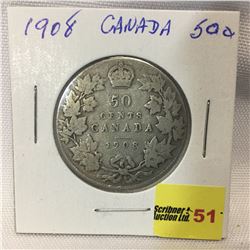 1908 CANADA 50¢
50
CENTS
CANADA
1908
Scribner
Auction Ltd. 51